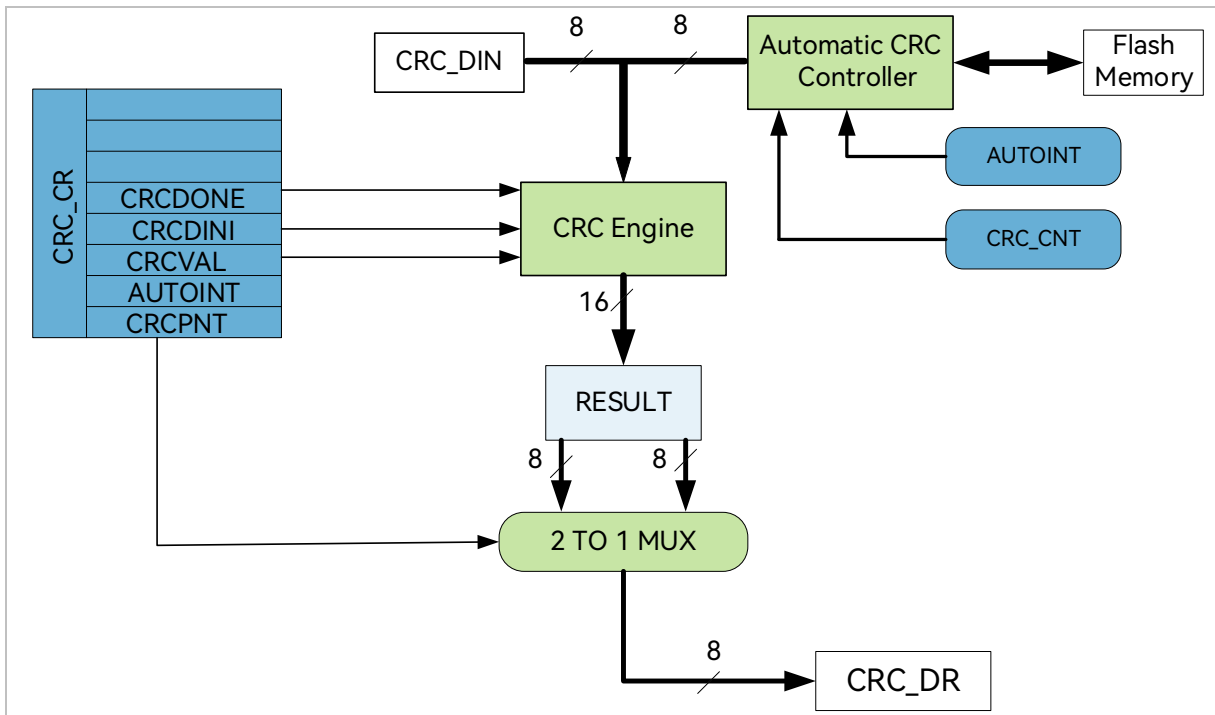 8
8
CRC_DIN
Automatic CRC
Controller
Flash
Memory
AUTOINT
CRC_CNT
CRC_CR
CRCDONE
CRCDINI
CRCVAL
AUTOINT
CRCPNT
CRC Engine
16
RESULT
8
8
2 TO 1 MUX
8
CRC_DR